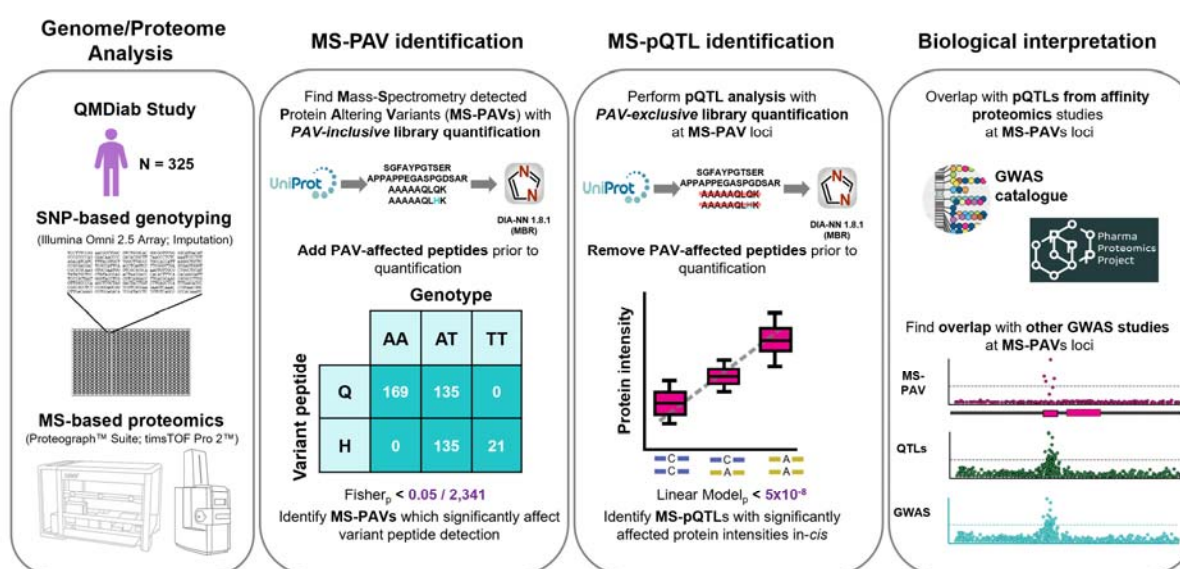 Genome/Proteome
Analysis
QMDiab Study
N = 325
SNP-based genotyping
(Illumina Omni 2.5 Array; Imputation)
MS-based proteomics
(Proteograph™ Suite; timsTOF Pro 2™)
MS-PAV identification
Find Mass-Spectrometry detected
Protein Altering Variants (MS-PAVs) with
PAV-inclusive library quantification
UniProt
SGFAYPGTSER
APPAPPEGASPGDSAR
AAAAAQLQK
AAAAAQLHK
DIA-NN 1.8.1
(MBR)
Add PAV-affected peptides prior to
quantification
Genotype
AA AT TT
Variant peptide
Q 169 135 0
H 0 135 21
Fisherp < 0.05 / 2,341
Identify MS-PAVs which significantly affect
variant peptide detection
MS-pQTL identification
Perform pQTL analysis with
PAV-exclusive library quantification
at MS-PAV loci
UniProt
SGFAYPGTSER
APPAPPEGASPGDSAR
AAAAAQLQK
AAAAAQLHK
DIA-NN 1.8.1
(MBR)
Remove PAV-affected peptides prior to
quantification
Protein intensity
C C A
C A A
Linear Modelp < 5x10-8
Identify MS-pQTLs with significantly
affected protein intensities in-cis
Biological interpretation
Overlap with pQTLs from affinity
proteomics studies
at MS-PAVs loci
GWAS
catalogue
Pharma
Proteomics
Project
Find overlap with other GWAS studies
at MS-PAVs loci
MS-
PAV
QTLs
GWAS